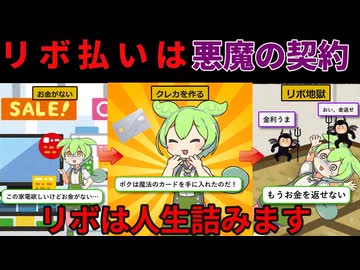 リボ払いは悪魔の契約
お金がない
クレカを作る
リボ地獄
SALE!
この家電欲しいけどお金がない…
ボクは魔法のカードを手に入れたのだ！
金利うま
おい、金返せ
もうお金を返せない
リボは人生詰みます